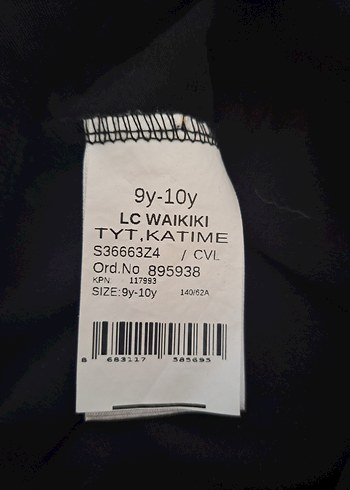 9y-10y
LC WAIKIKI
TYT,KATIME
S36663Z4 / CVL
Ord.No 895938
KPN 117993
SIZE:9y-10y 140/62A
8 683117 585695